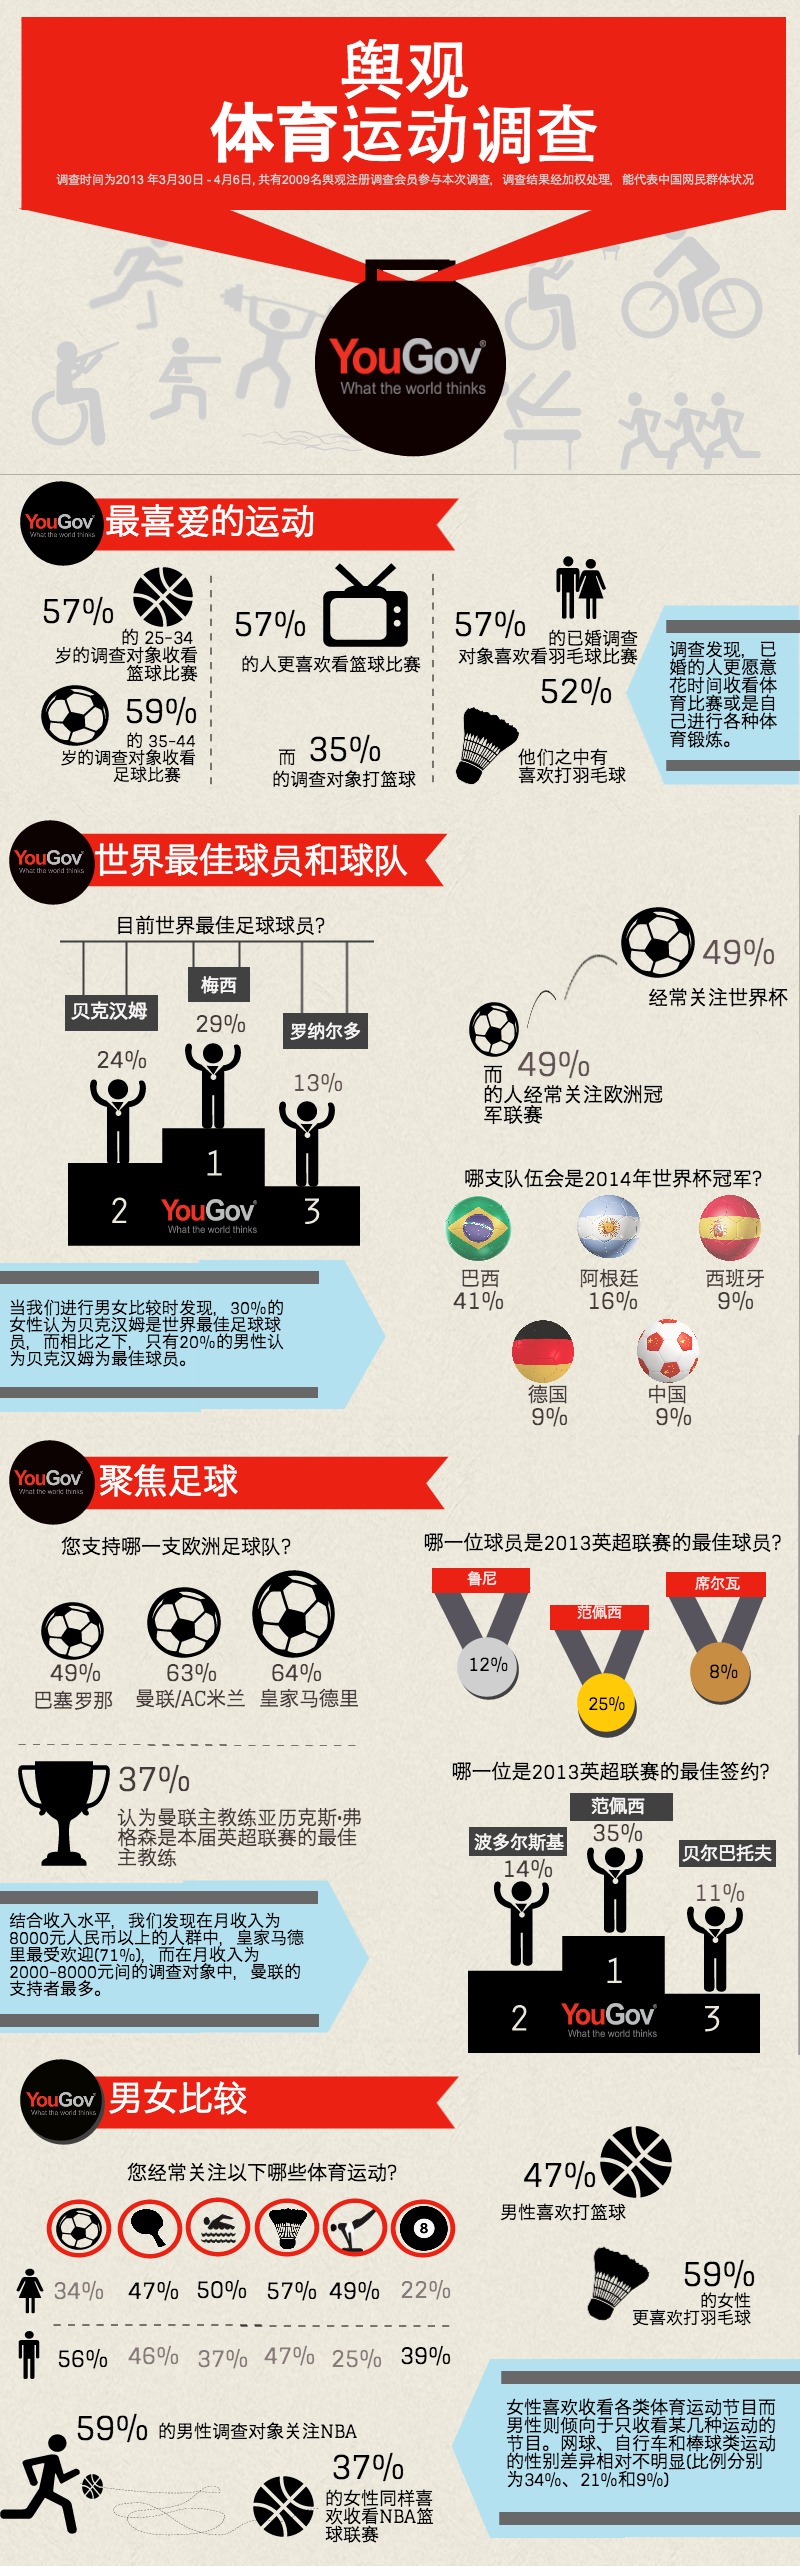 舆观
体育运动调查
调查时间为2013 年3月30日 - 4月6日, 共有2009名舆观注册调查会员参与本次调查, 调查结果经加权处理, 能代表中国网民群体状况
YouGov®
What the world thinks
YouGov
What the world thinks
最喜爱的运动
57%
的 25-34
岁的调查对象收看
篮球比赛
59%
的 35-44
岁的调查对象收看
足球比赛
57%
的人更喜欢看篮球比赛
而 35%
的调查对象打篮球
57%
的已婚调查
对象喜欢看羽毛球比赛
52%
他们之中有
喜欢打羽毛球
调查发现, 已
婚的人更愿意
花时间收看体
育比赛或是自
己进行各种体
育锻炼。
YouGov
What the world thinks
世界最佳球员和球队
目前世界最佳足球球员?
贝克汉姆
梅西
罗纳尔多
24%
29%
13%
1
2
3
YouGov
What the world thinks
49%
经常关注世界杯
而 49%
的人经常关注欧洲冠
军联赛
哪支队伍会是2014年世界杯冠军?
巴西
41%
阿根廷
16%
西班牙
9%
德国
9%
中国
9%
当我们进行男女比较时发现, 30%的
女性认为贝克汉姆是世界最佳足球球
员, 而相比之下, 只有20%的男性认
为贝克汉姆为最佳球员。
YouGov
What the world thinks
聚焦足球
您支持哪一支欧洲足球队?
49%
巴塞罗那
63%
曼联/AC米兰
64%
皇家马德里
37%
认为曼联主教练亚历克斯·弗
格森是本届英超联赛的最佳
主教练
结合收入水平, 我们发现在月收入为
8000元人民币以上的人群中, 皇家马德
里最受欢迎(71%), 而在月收入为
2000-8000元间的调查对象中, 曼联的
支持者最多。
哪一位球员是2013英超联赛的最佳球员?
鲁尼
范佩西
席尔瓦
12%
25%
8%
哪一位是2013英超联赛的最佳签约?
范佩西
35%
波多尔斯基
14%
贝尔巴托夫
11%
1
2
3
YouGov
What the world thinks
YouGov
What the world thinks
男女比较
您经常关注以下哪些体育运动?
8
34% 47% 50% 57% 49% 22%
56% 46% 37% 47% 25% 39%
59% 的男性调查对象关注NBA
37%
的女性同样喜
欢收看NBA篮
球联赛
47%
男性喜欢打篮球
59%
的女性
更喜欢打羽毛球
女性喜欢收看各类体育运动节目而
男性则倾向于只收看某几种运动的
节目。网球、自行车和棒球类运动
的性别差异相对不明显(比例分别
为34%、21%和9%)